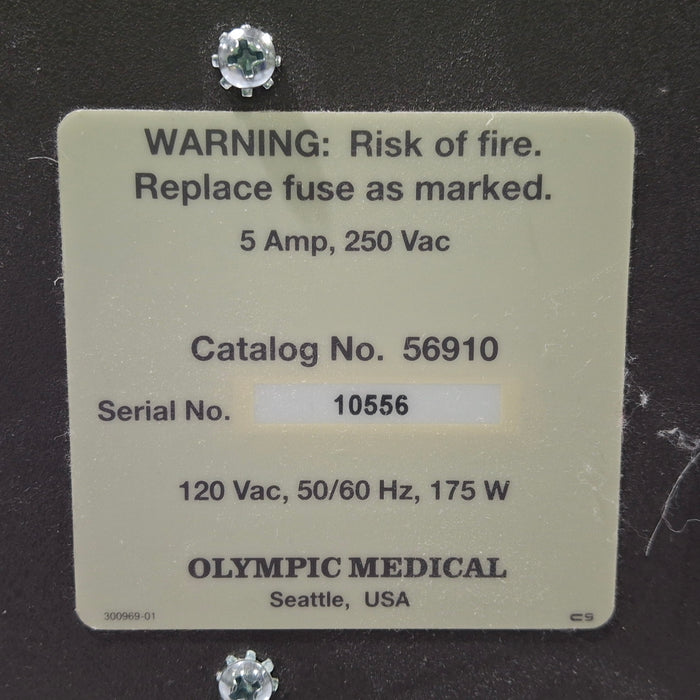 WARNING: Risk of fire.
Replace fuse as marked.
5 Amp, 250 Vac
Catalog No. 56910
Serial No. 10556
120 Vac, 50/60 Hz, 175 W
OLYMPIC MEDICAL
Seattle, USA
300969-01